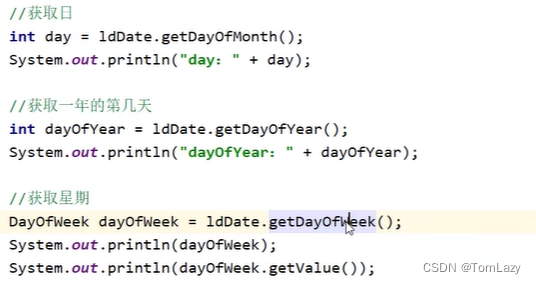 //获取日
int day = ldDate.getDayOfMonth();
System.out.println("day: " + day);
//获取一年的第几天
int dayOfYear = ldDate.getDayOfYear();
System.out.println("dayOfYear: " + dayOfYear);
//获取星期
DayOfWeek dayOfWeek = ldDate.getDayOfWeek();
System.out.println(dayOfWeek);
System.out.println(dayOfWeek.getValue());
CSDN @TomLazy